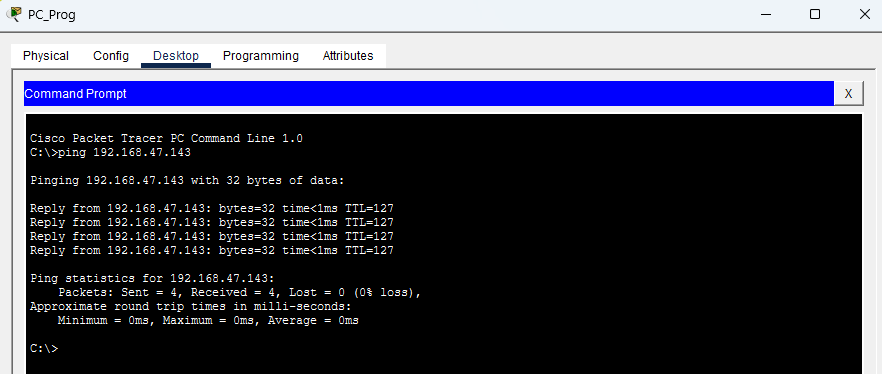 PC_Prog
Physical Config Desktop Programming Attributes
Command Prompt X
Cisco Packet Tracer PC Command Line 1.0
C:\>ping 192.168.47.143
Pinging 192.168.47.143 with 32 bytes of data:
Reply from 192.168.47.143: bytes=32 time<1ms TTL=127
Reply from 192.168.47.143: bytes=32 time<1ms TTL=127
Reply from 192.168.47.143: bytes=32 time<1ms TTL=127
Reply from 192.168.47.143: bytes=32 time<1ms TTL=127
Ping statistics for 192.168.47.143:
    Packets: Sent = 4, Received = 4, Lost = 0 (0% loss),
Approximate round trip times in milli-seconds:
    Minimum = 0ms, Maximum = 0ms, Average = 0ms
C:\>